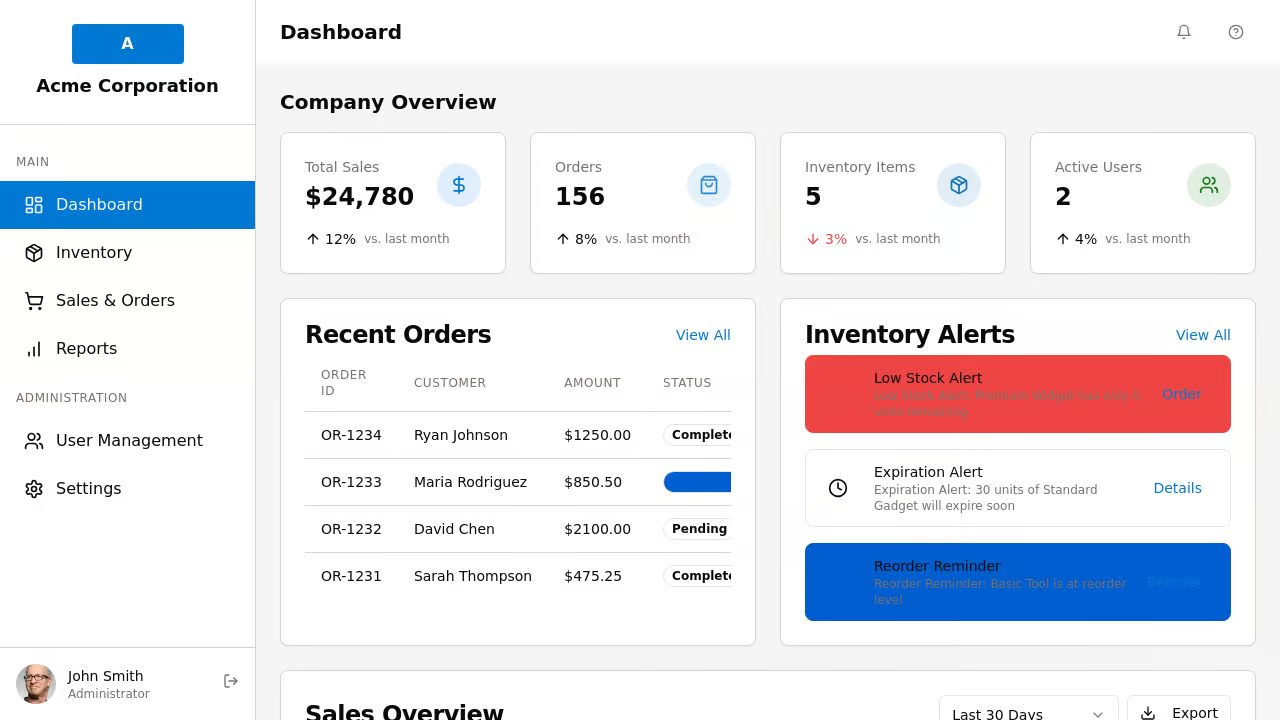 A
Acme Corporation
MAIN
Dashboard
Inventory
Sales & Orders
Reports
ADMINISTRATION
User Management
Settings
John Smith
Administrator
Dashboard
Company Overview
Total Sales
$24,780
12% vs. last month
Orders
156
8% vs. last month
Inventory Items
5
3% vs. last month
Active Users
2
4% vs. last month
Recent Orders
View All
ORDER ID CUSTOMER AMOUNT STATUS
OR-1234 Ryan Johnson $1250.00 Complete
OR-1233 Maria Rodriguez $850.50
OR-1232 David Chen $2100.00 Pending
OR-1231 Sarah Thompson $475.25 Complete
Inventory Alerts
View All
Low Stock Alert
Low Stock Alert: Premium Widget has only 5
units remaining
Order
Expiration Alert
Expiration Alert: 30 units of Standard
Gadget will expire soon
Details
Reorder Reminder
Reorder Reminder: Basic Tool is at reorder
level
Reorder
Sales Overview
Last 30 Days
Export